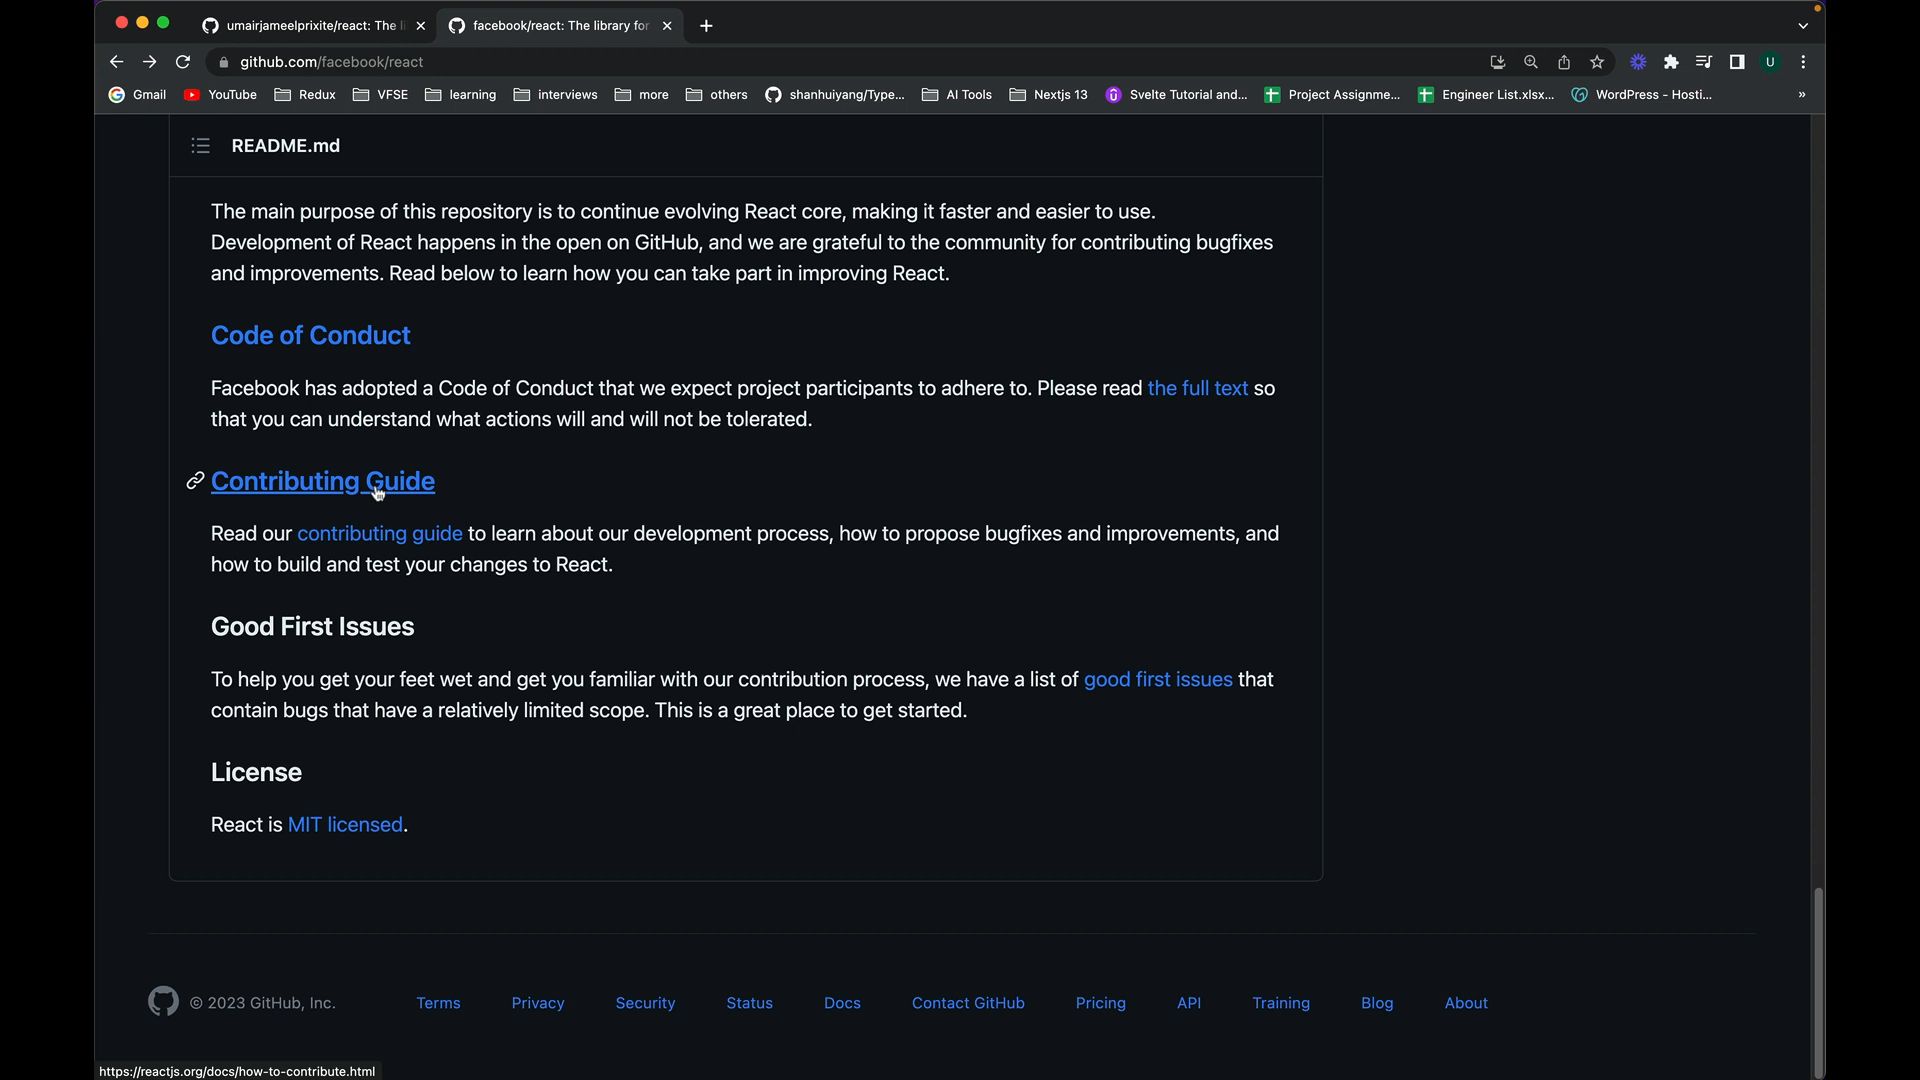 umairjameelprixite/react: The li
facebook/react: The library for
github.com/facebook/react
U
Gmail YouTube Redux VFSE learning interviews more others shanhuiyang/Type... AI Tools Nextjs 13 Svelte Tutorial and... Project Assignme... Engineer List.xlsx... WordPress - Hosti... »
README.md
The main purpose of this repository is to continue evolving React core, making it faster and easier to use.
Development of React happens in the open on GitHub, and we are grateful to the community for contributing bugfixes
and improvements. Read below to learn how you can take part in improving React.
Code of Conduct
Facebook has adopted a Code of Conduct that we expect project participants to adhere to. Please read the full text so
that you can understand what actions will and will not be tolerated.
Contributing Guide
Read our contributing guide to learn about our development process, how to propose bugfixes and improvements, and
how to build and test your changes to React.
Good First Issues
To help you get your feet wet and get you familiar with our contribution process, we have a list of good first issues that
contain bugs that have a relatively limited scope. This is a great place to get started.
License
React is MIT licensed.
© 2023 GitHub, Inc. Terms Privacy Security Status Docs Contact GitHub Pricing API Training Blog About
https://reactjs.org/docs/how-to-contribute.html